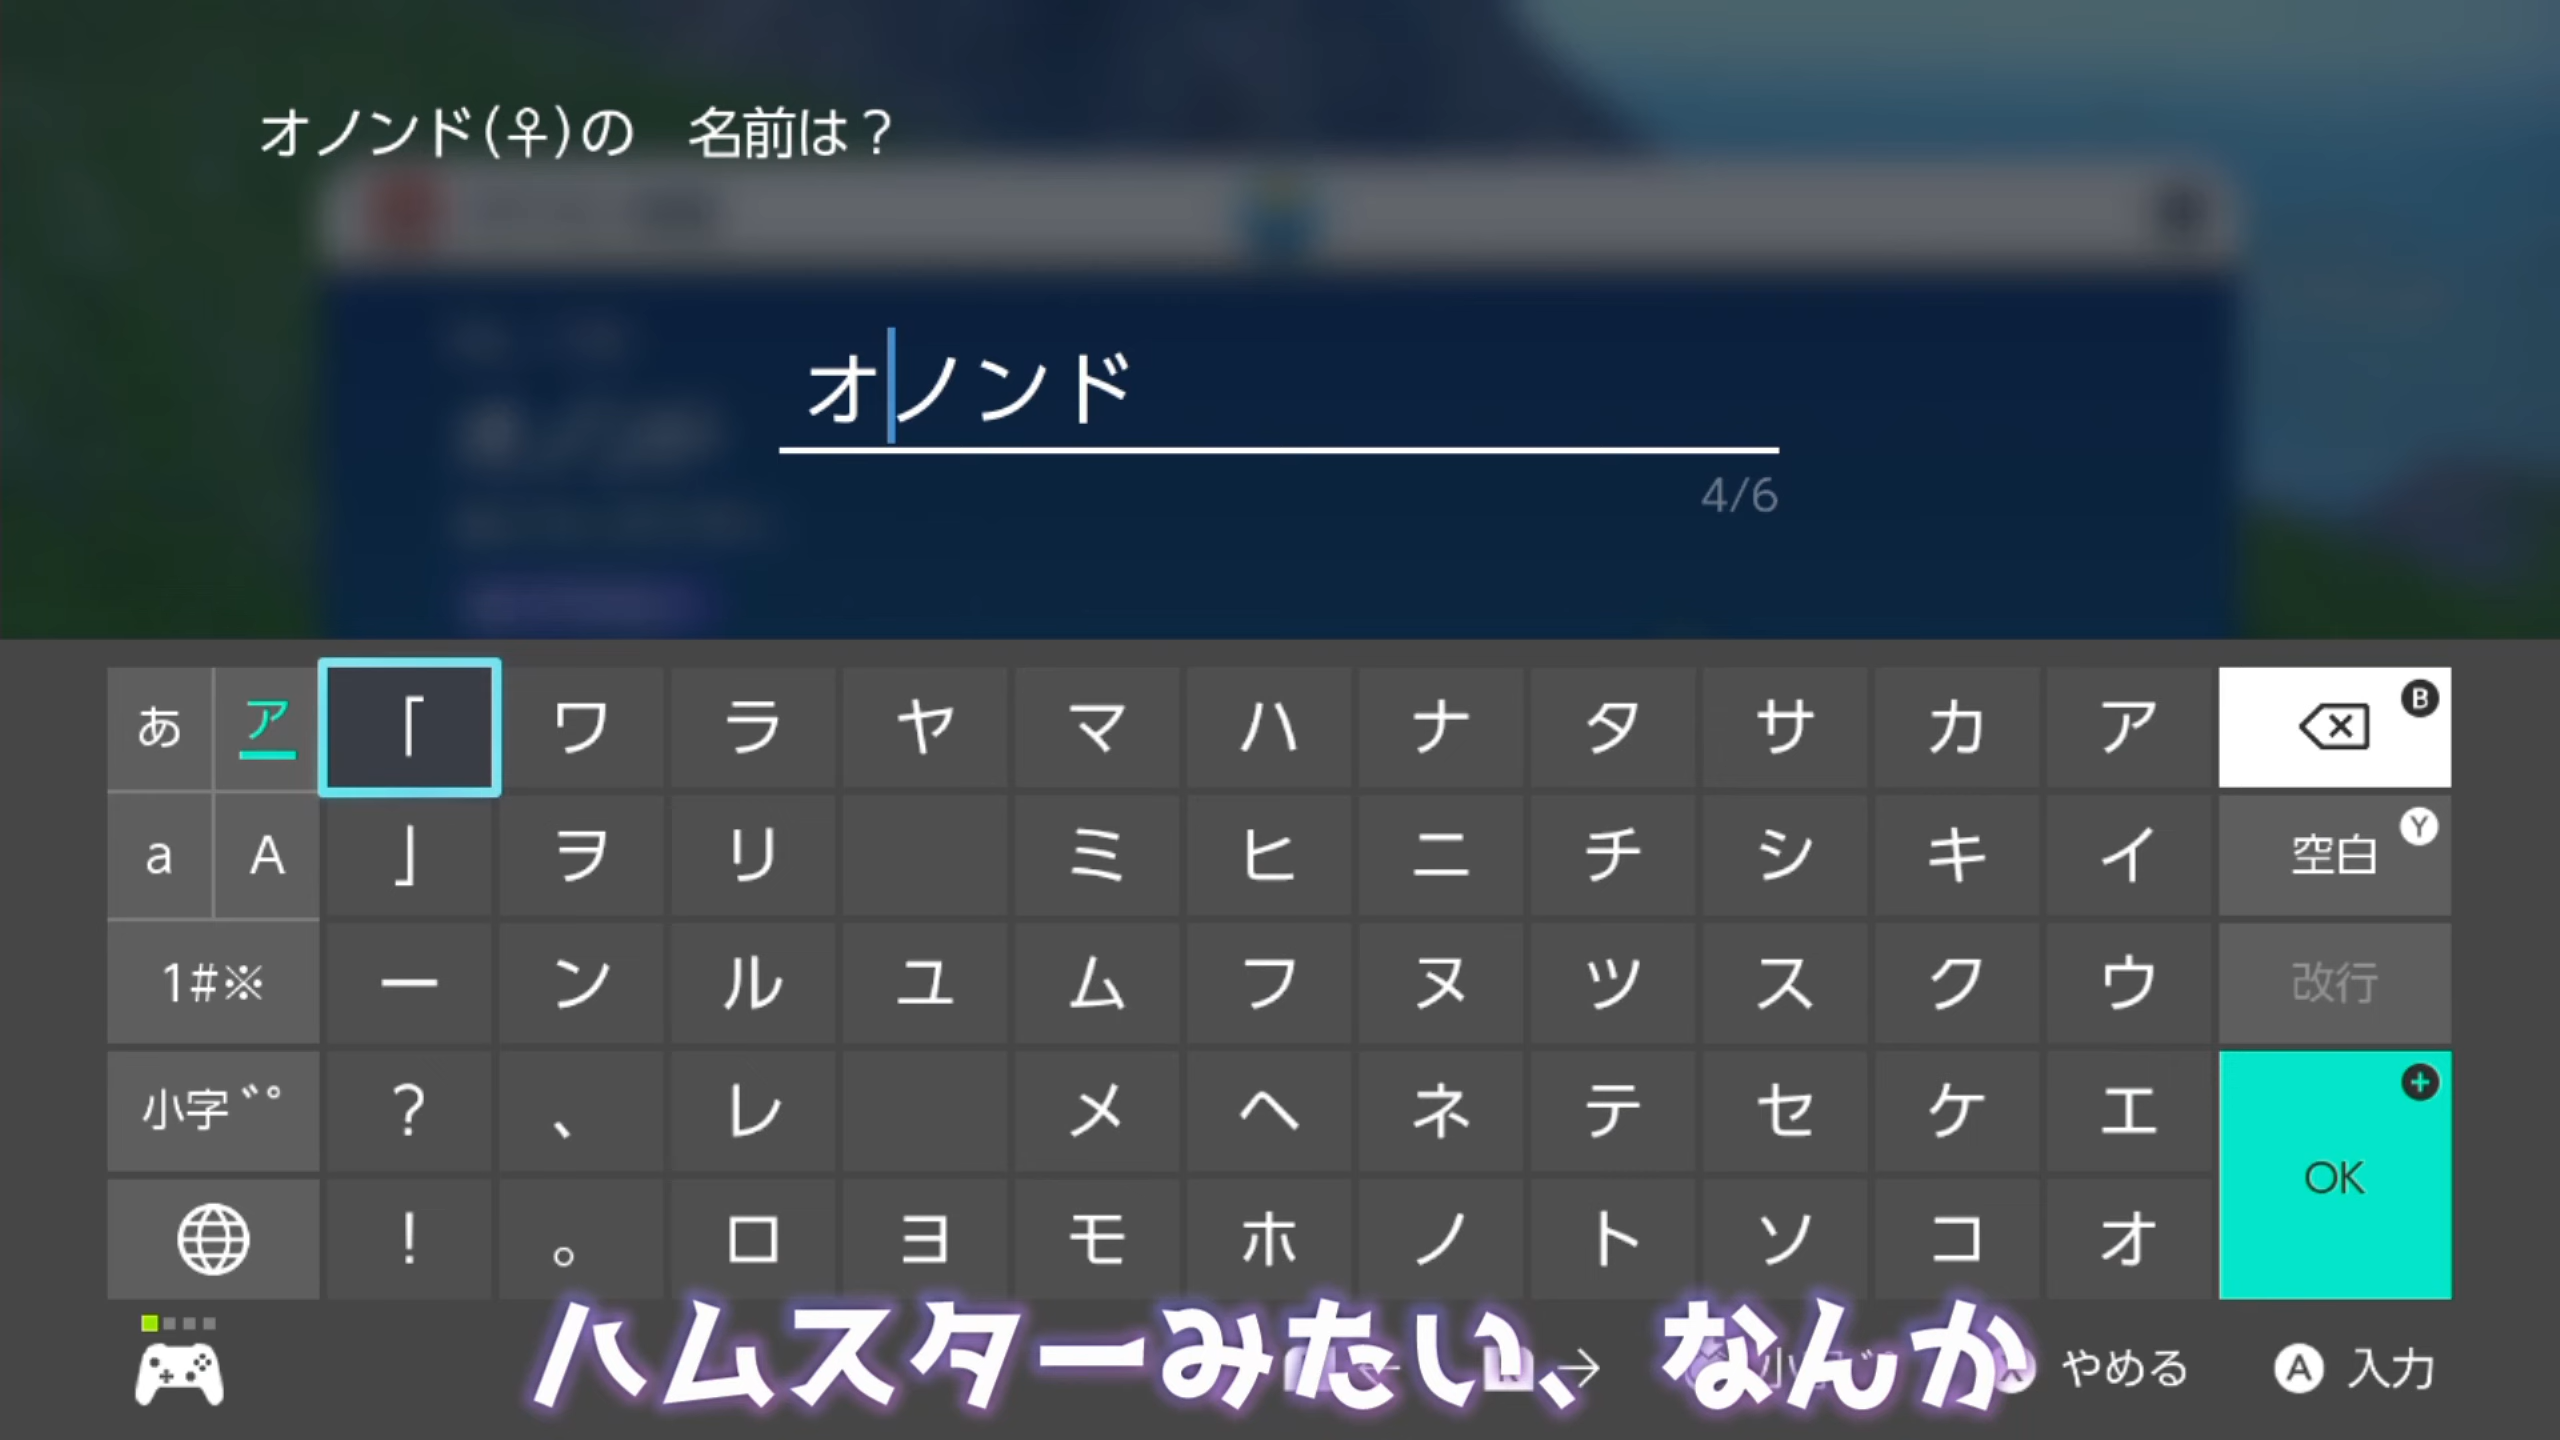 オノンド(♀)の　名前は？
オノンド
4/6
あ ア 「 ワ ラ ヤ マ ハ ナ タ サ カ ア B
a A 」 ヲ リ ミ ヒ ニ チ シ キ イ 空白 Y
1#※ ー ン ル ユ ム フ ヌ ツ ス ク ウ 改行
小字゛゜ ? 、 レ メ ヘ ネ テ セ ケ エ +
OK
! 。 ロ ヨ モ ホ ノ ト ソ コ オ
ハムスターみたい、なんか
← → やめる A 入力